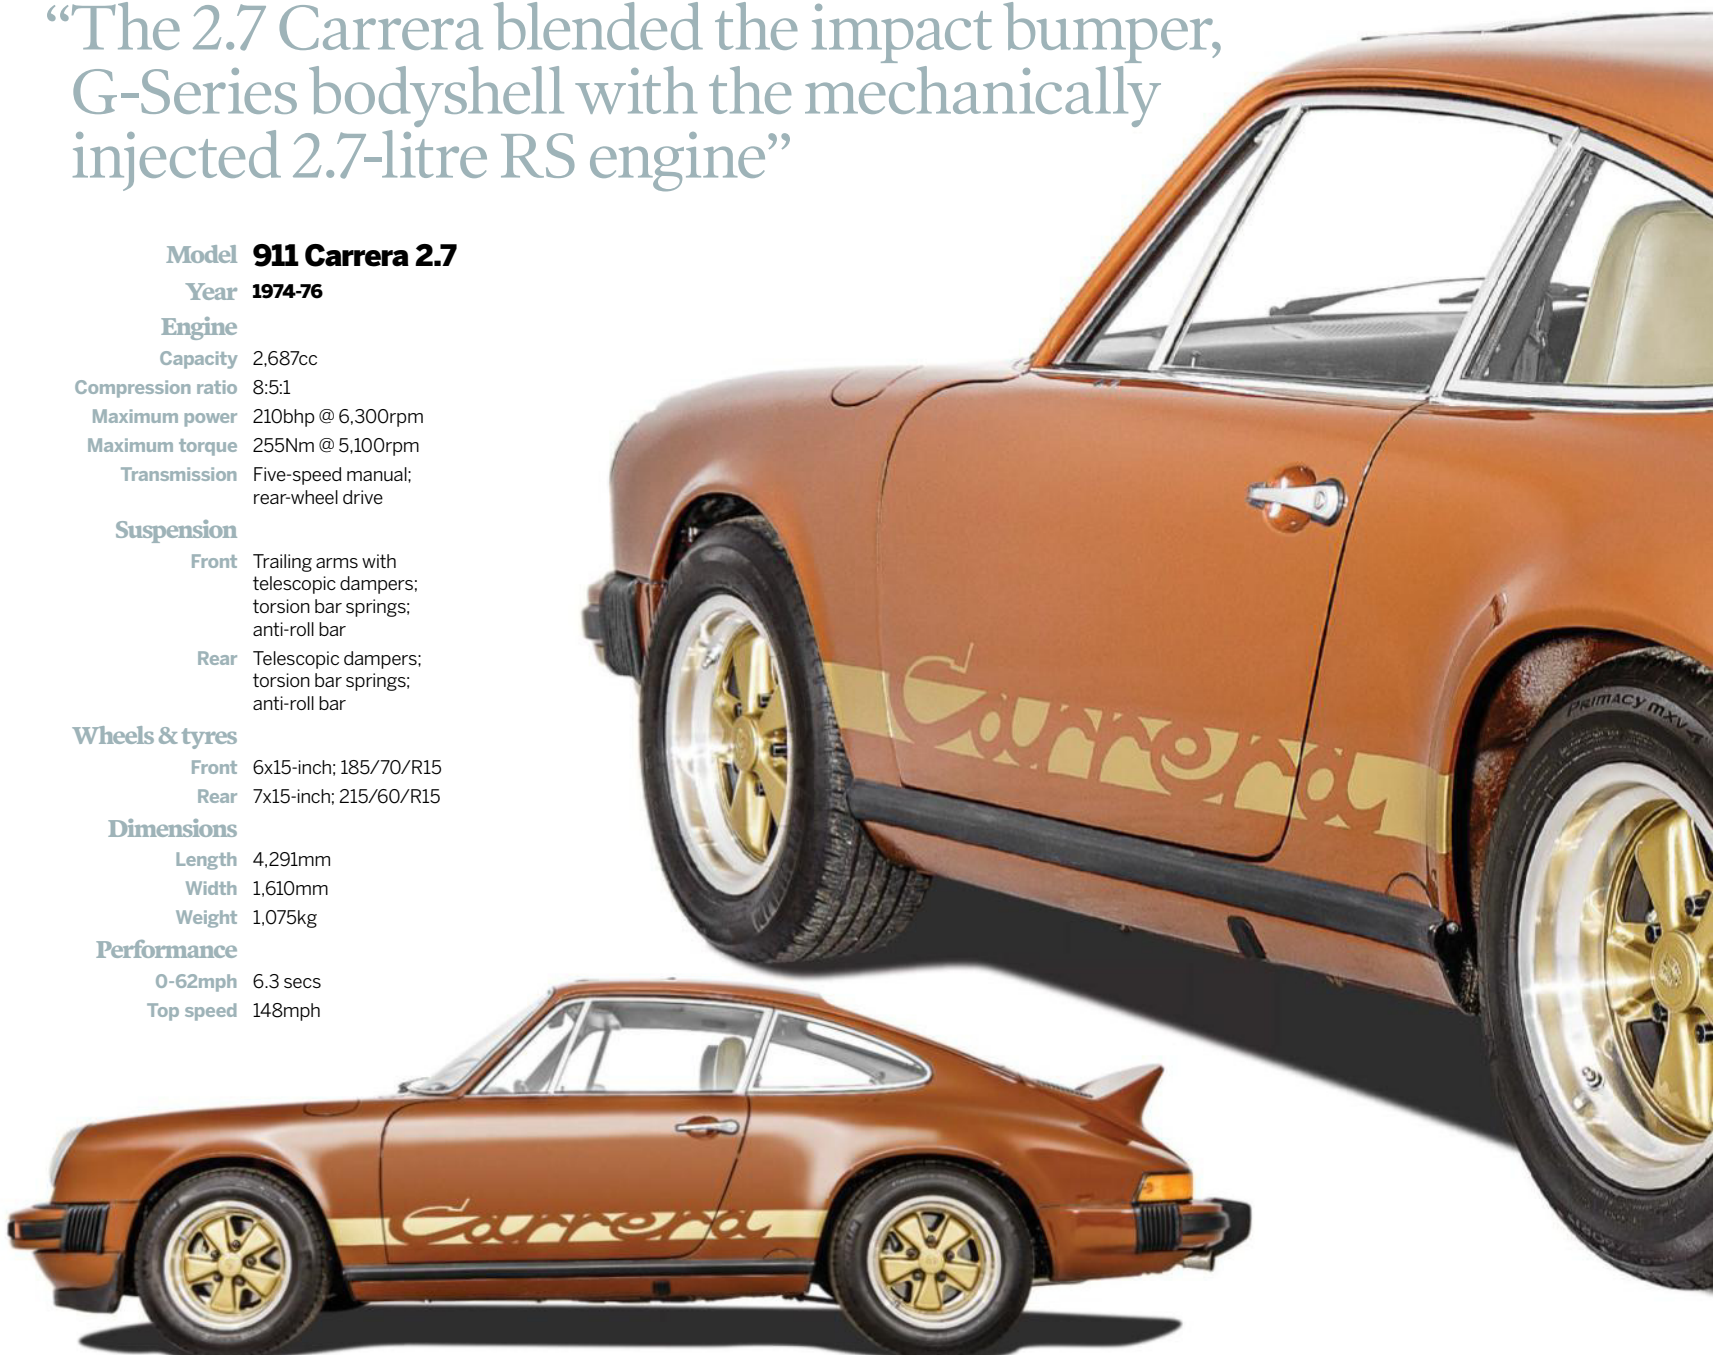 “The 2.7 Carrera blended the impact bumper,
G-Series bodyshell with the mechanically
injected 2.7-litre RS engine”
Model 911 Carrera 2.7
Year 1974-76
Engine
Capacity 2,687cc
Compression ratio 8:5:1
Maximum power 210bhp @ 6,300rpm
Maximum torque 255Nm @ 5,100rpm
Transmission Five-speed manual;
rear-wheel drive
Suspension
Front Trailing arms with
telescopic dampers;
torsion bar springs;
anti-roll bar
Rear Telescopic dampers;
torsion bar springs;
anti-roll bar
Wheels & tyres
Front 6x15-inch; 185/70/R15
Rear 7x15-inch; 215/60/R15
Dimensions
Length 4,291mm
Width 1,610mm
Weight 1,075kg
Performance
0-62mph 6.3 secs
Top speed 148mph
Carrera
PRIMACY MXV4
Carrera